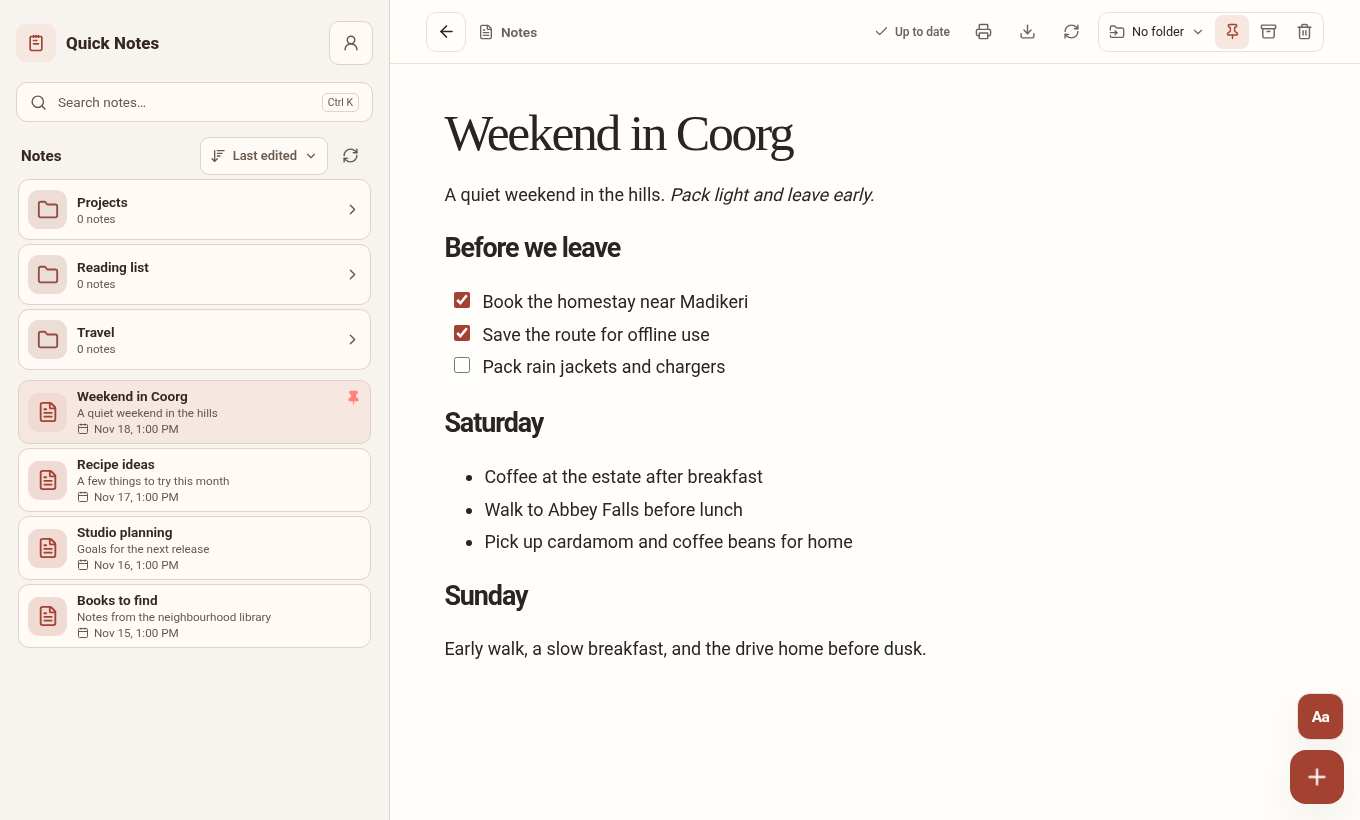 Quick Notes
Search notes…
Ctrl K
Notes
Last edited
Projects
0 notes
Reading list
0 notes
Travel
0 notes
Weekend in Coorg
A quiet weekend in the hills
Nov 18, 1:00 PM
Recipe ideas
A few things to try this month
Nov 17, 1:00 PM
Studio planning
Goals for the next release
Nov 16, 1:00 PM
Books to find
Notes from the neighbourhood library
Nov 15, 1:00 PM
Notes
Up to date
No folder
Weekend in Coorg
A quiet weekend in the hills. Pack light and leave early.
Before we leave
Book the homestay near Madikeri
Save the route for offline use
Pack rain jackets and chargers
Saturday
Coffee at the estate after breakfast
Walk to Abbey Falls before lunch
Pick up cardamom and coffee beans for home
Sunday
Early walk, a slow breakfast, and the drive home before dusk.
Aa